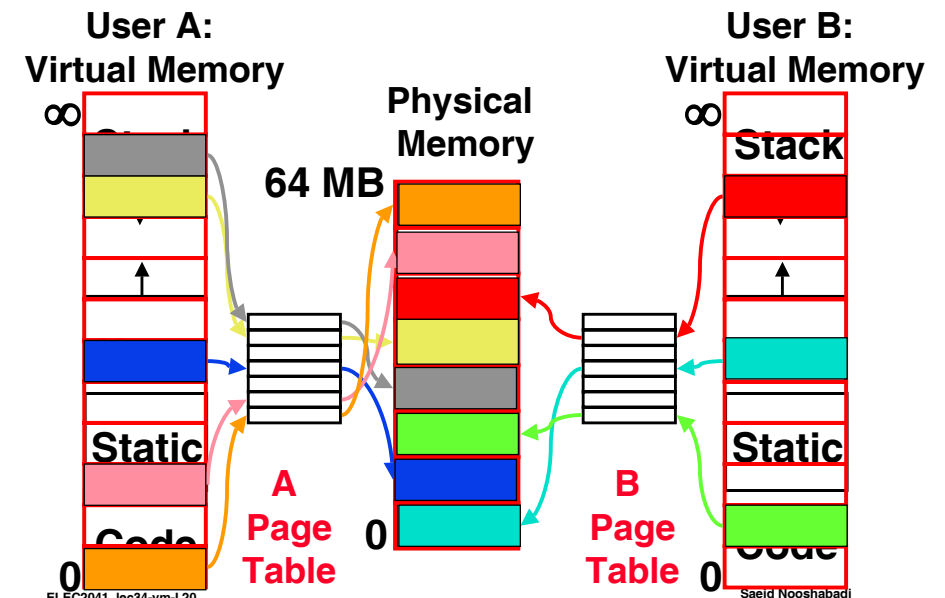 User A:
Virtual Memory
∞
Static
0
Physical
Memory
64 MB
0
A
Page
Table
User B:
Virtual Memory
∞
Stack
Static
Code
0
B
Page
Table
Saeid Nooshabadi